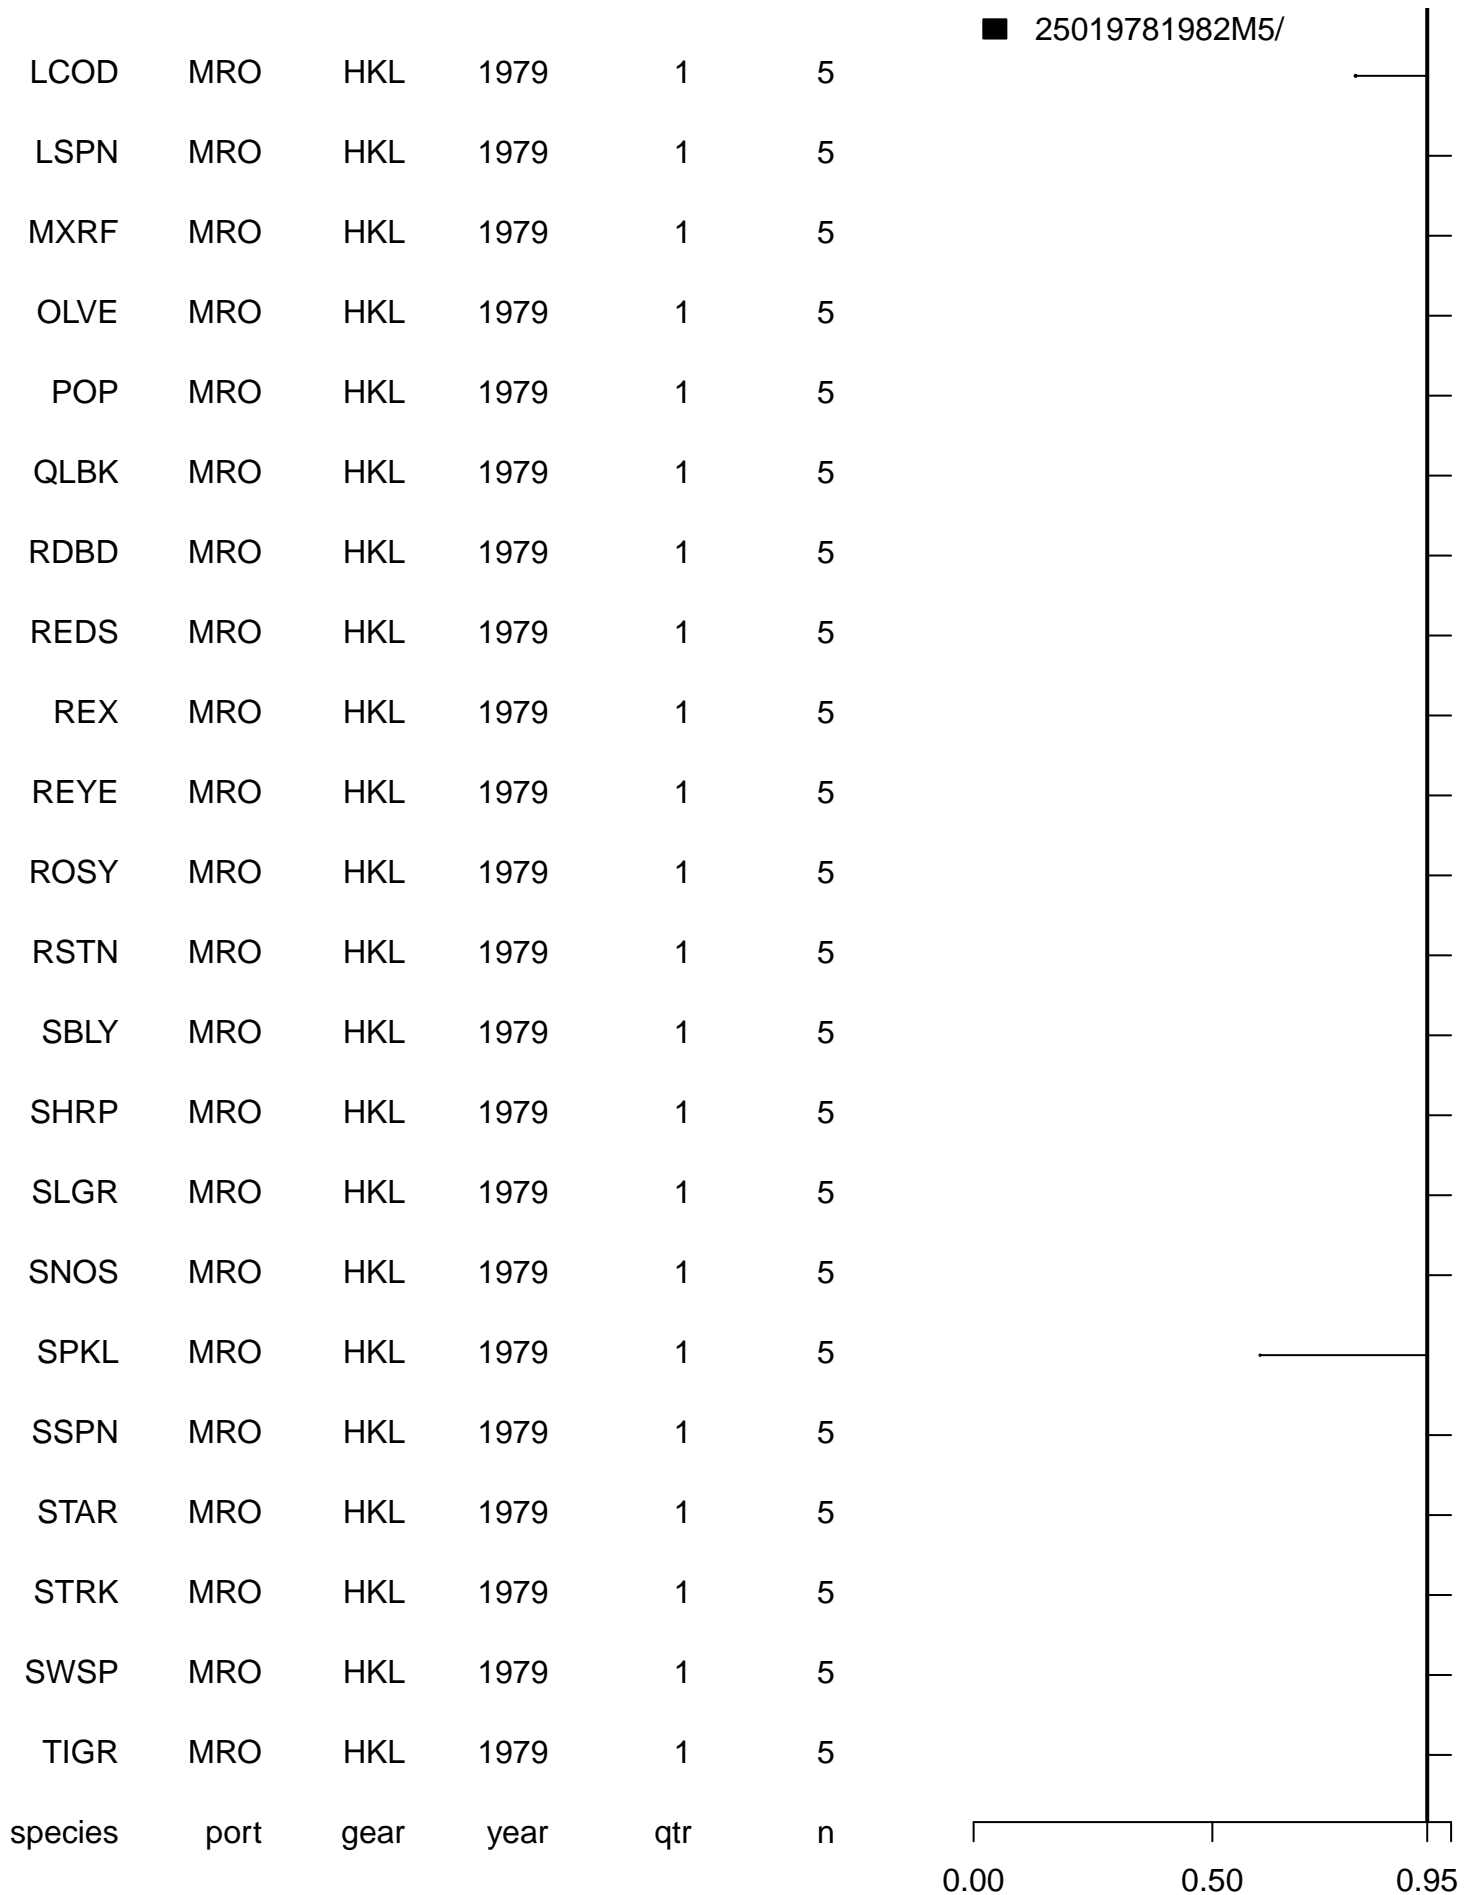 25019781982M5/
LCOD MRO HKL 1979 1 5
LSPN MRO HKL 1979 1 5
MXRF MRO HKL 1979 1 5
OLVE MRO HKL 1979 1 5
POP MRO HKL 1979 1 5
QLBK MRO HKL 1979 1 5
RDBD MRO HKL 1979 1 5
REDS MRO HKL 1979 1 5
REX MRO HKL 1979 1 5
REYE MRO HKL 1979 1 5
ROSY MRO HKL 1979 1 5
RSTN MRO HKL 1979 1 5
SBLY MRO HKL 1979 1 5
SHRP MRO HKL 1979 1 5
SLGR MRO HKL 1979 1 5
SNOS MRO HKL 1979 1 5
SPKL MRO HKL 1979 1 5
SSPN MRO HKL 1979 1 5
STAR MRO HKL 1979 1 5
STRK MRO HKL 1979 1 5
SWSP MRO HKL 1979 1 5
TIGR MRO HKL 1979 1 5
species port gear year qtr n
0.00 0.50 0.95